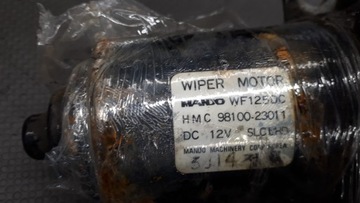 WIPER MOTOR
MANDO WF125DC
HMC 98100-23011
DC 12V SLC LHD
MANDO MACHINERY CORP. KOREA